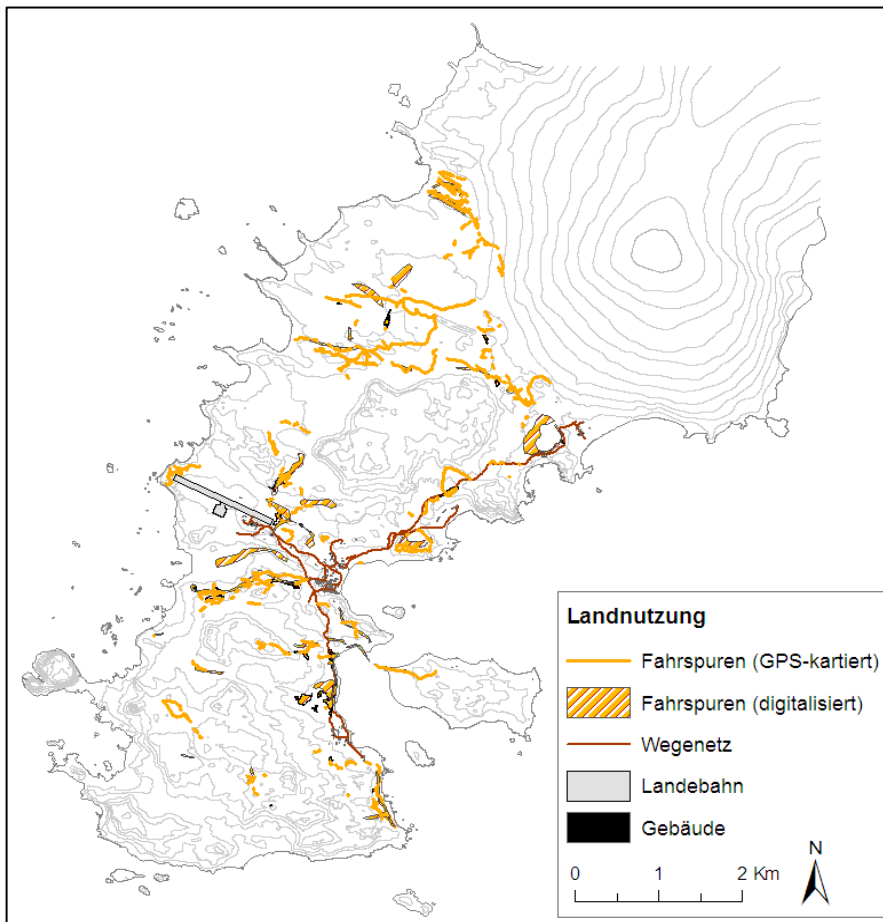 Landnutzung
Fahrspuren (GPS-kartiert)
Fahrspuren (digitalisiert)
Wegenetz
Landebahn
Gebäude
N
0 1 2 Km